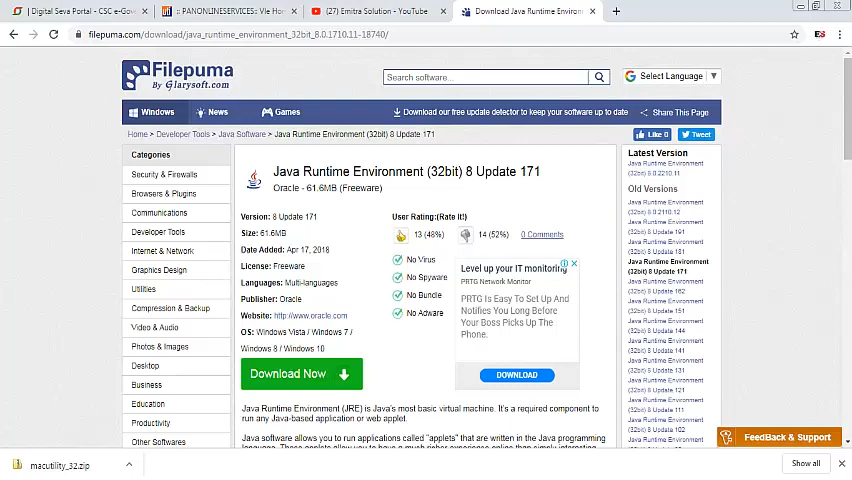 | Digital Seva Portal - CSC e-Gove
:: PANONLINESERVICES:: Vle Hom
(27) Emitra Solution - YouTube
Download Java Runtime Environm
filepuma.com/download/java_runtime_environment_32bit_8.0.1710.11-18740/
Filepuma
By Glarysoft.com
Search software...
Select Language ▼
Windows
News
Games
Download our free update detector to keep your software up to date
Share This Page
Home > Developer Tools > Java Software > Java Runtime Environment (32bit) 8 Update 171
Like 0
Tweet
Categories
Security & Firewalls
Browsers & Plugins
Communications
Developer Tools
Internet & Network
Graphics Design
Utilities
Compression & Backup
Video & Audio
Photos & Images
Desktop
Business
Education
Productivity
Other Softwares
Java Runtime Environment (32bit) 8 Update 171
Oracle - 61.6MB (Freeware)
Version: 8 Update 171
Size: 61.6MB
Date Added: Apr 17, 2018
License: Freeware
Languages: Multi-languages
Publisher: Oracle
Website: http://www.oracle.com
OS: Windows Vista / Windows 7 /
Windows 8 / Windows 10
User Rating:(Rate It!)
13 (48%)
14 (52%)
0 Comments
No Virus
No Spyware
No Bundle
No Adware
Level up your IT monitoring
PRTG Network Monitor
PRTG Is Easy To Set Up And
Notifies You Long Before
Your Boss Picks Up The
Phone.
DOWNLOAD
Download Now
Java Runtime Environment (JRE) is Java's most basic virtual machine. It's a required component to
run any Java-based application or web applet.
Java software allows you to run applications called "applets" that are written in the Java programming
Latest Version
Java Runtime Environment
(32bit) 8.0.2210.11
Old Versions
Java Runtime Environment
(32bit) 8.0.2110.12
Java Runtime Environment
(32bit) 8 Update 191
Java Runtime Environment
(32bit) 8 Update 181
Java Runtime Environment
(32bit) 8 Update 171
Java Runtime Environment
(32bit) 8 Update 162
Java Runtime Environment
(32bit) 8 Update 151
Java Runtime Environment
(32bit) 8 Update 144
Java Runtime Environment
(32bit) 8 Update 141
Java Runtime Environment
(32bit) 8 Update 131
Java Runtime Environment
(32bit) 8 Update 121
Java Runtime Environment
(32bit) 8 Update 111
Java Runtime Environment
(32bit) 8 Update 102
Java Runtime Environment
FeedBack & Support
macutility_32.zip
Show all